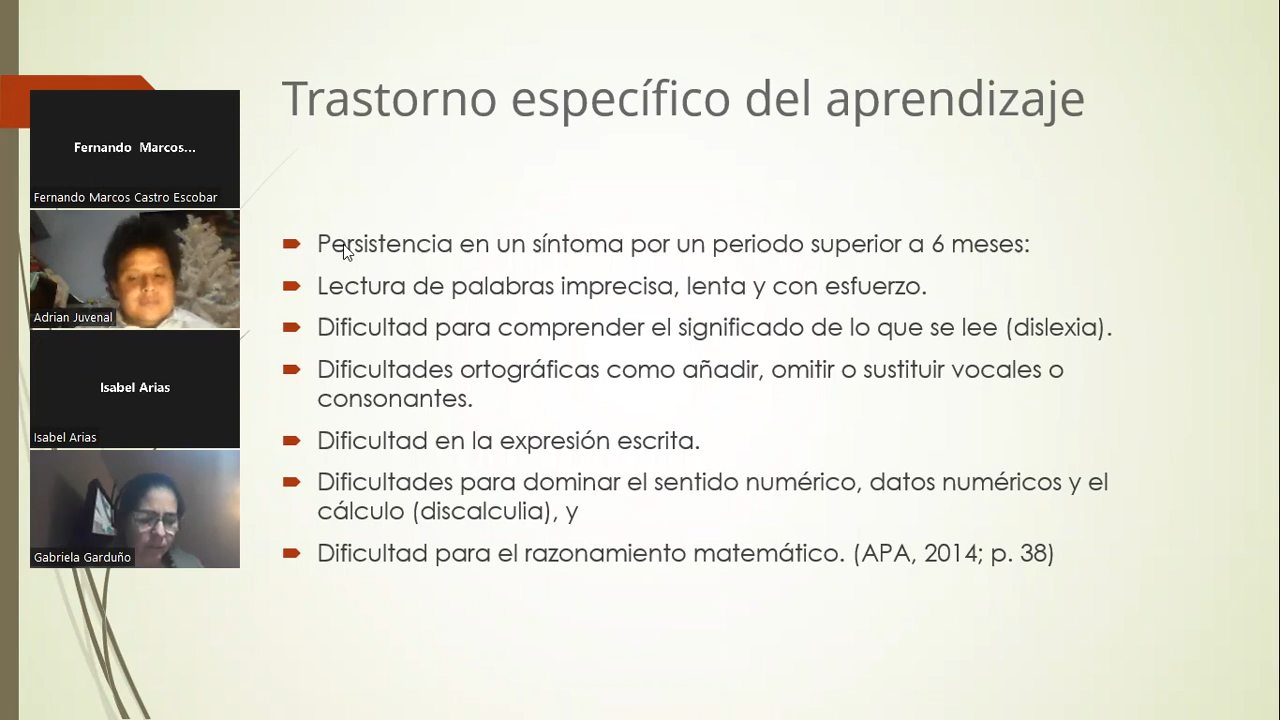 Trastorno específico del aprendizaje
Fernando Marcos...
Fernando Marcos Castro Escobar
Adrian Juvenal
Isabel Arias
Isabel Arias
Gabriela Garduño
Persistencia en un síntoma por un periodo superior a 6 meses:
Lectura de palabras imprecisa, lenta y con esfuerzo.
Dificultad para comprender el significado de lo que se lee (dislexia).
Dificultades ortográficas como añadir, omitir o sustituir vocales o
consonantes.
Dificultad en la expresión escrita.
Dificultades para dominar el sentido numérico, datos numéricos y el
cálculo (discalculia), y
Dificultad para el razonamiento matemático. (APA, 2014; p. 38)